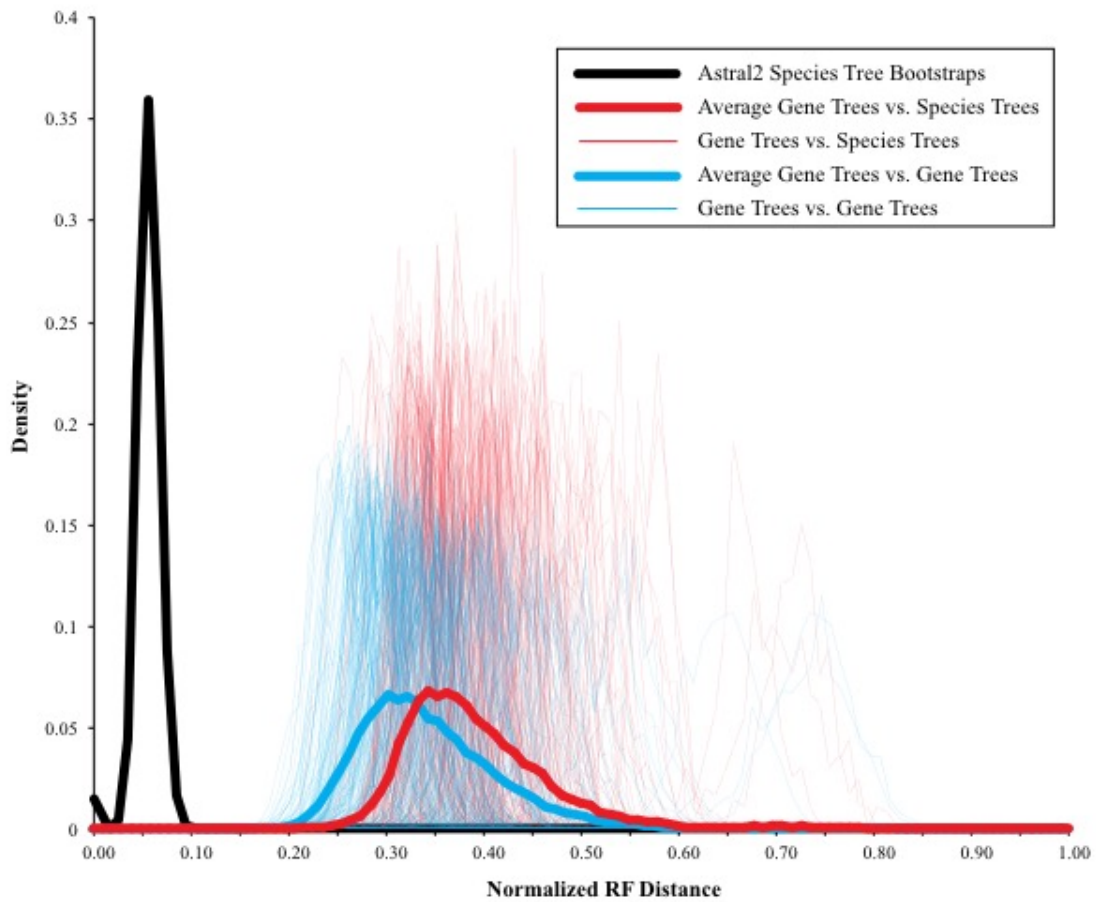 0.4
0.35
0.3
0.25
0.2
0.15
0.1
0.05
0
Density
Astral2 Species Tree Bootstraps
Average Gene Trees vs. Species Trees
Gene Trees vs. Species Trees
Average Gene Trees vs. Gene Trees
Gene Trees vs. Gene Trees
0.00 0.10 0.20 0.30 0.40 0.50 0.60 0.70 0.80 0.90 1.00
Normalized RF Distance